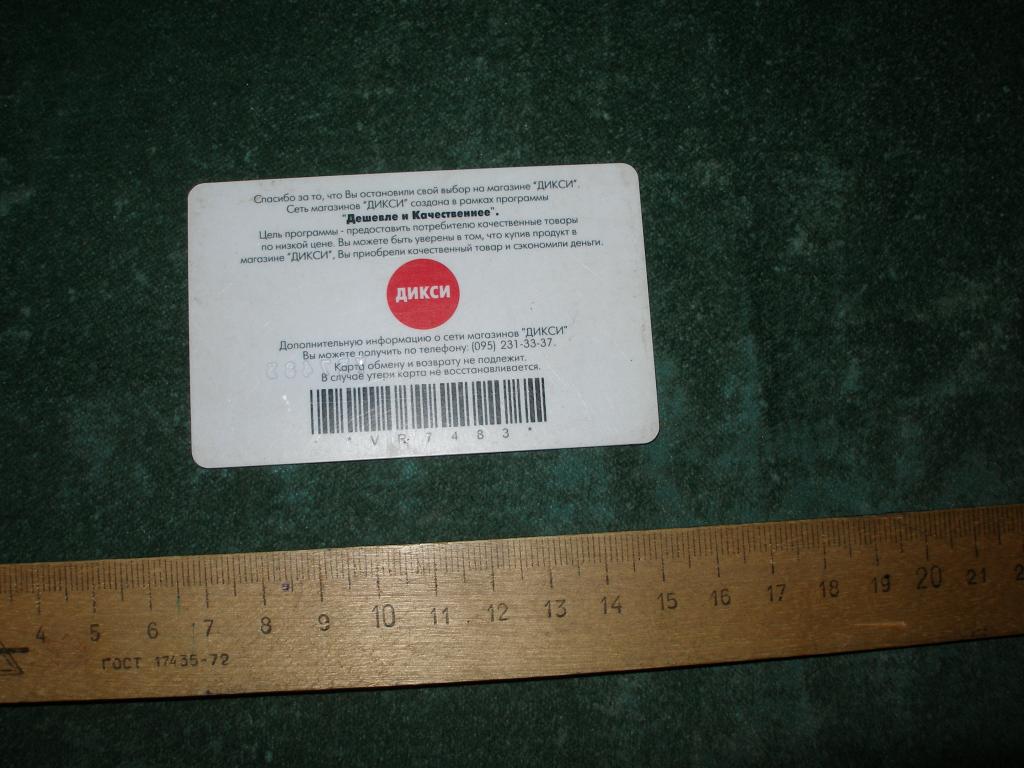 Спасибо за то, что Вы остановили свой выбор на магазине "ДИКСИ".
Сеть магазинов "ДИКСИ" создана в рамках программы
"Дешевле и Качественнее".
Цель программы - предоставить потребителю качественные товары
по низкой цене. Вы можете быть уверены в том, что купив продукт в
магазине "ДИКСИ", Вы приобрели качественный товар и сэкономили деньги.
ДИКСИ
Дополнительную информацию о сети магазинов "ДИКСИ"
Вы можете получить по телефону: (095) 231-33-37.
Карта обмену и возврату не подлежит.
В случае утери карта не восстанавливается.
* V R 7 4 8 3 *
4 5 6 7 8 9 10 11 12 13 14 15 16 17 18 19 20 21
ГОСТ 17435-72